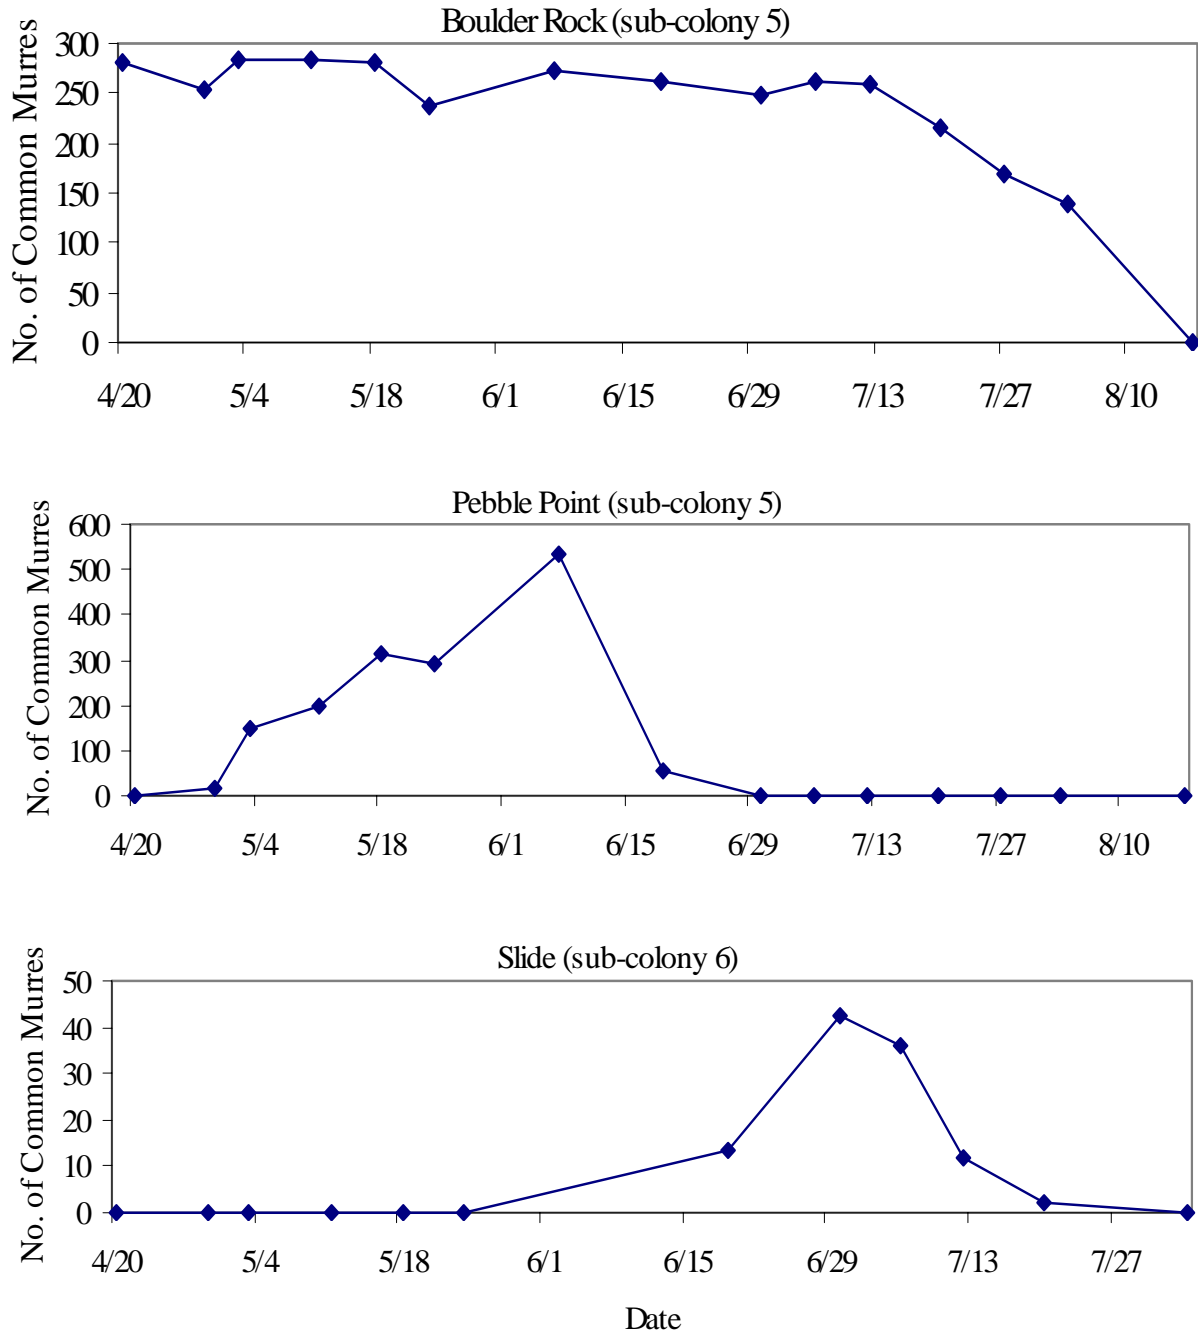 Boulder Rock (sub-colony 5)
No. of Common Murres
300
250
200
150
100
50
0
4/20 5/4 5/18 6/1 6/15 6/29 7/13 7/27 8/10
Pebble Point (sub-colony 5)
No. of Common Murres
600
500
400
300
200
100
0
4/20 5/4 5/18 6/1 6/15 6/29 7/13 7/27 8/10
Slide (sub-colony 6)
No. of Common Murres
50
40
30
20
10
0
4/20 5/4 5/18 6/1 6/15 6/29 7/13 7/27
Date